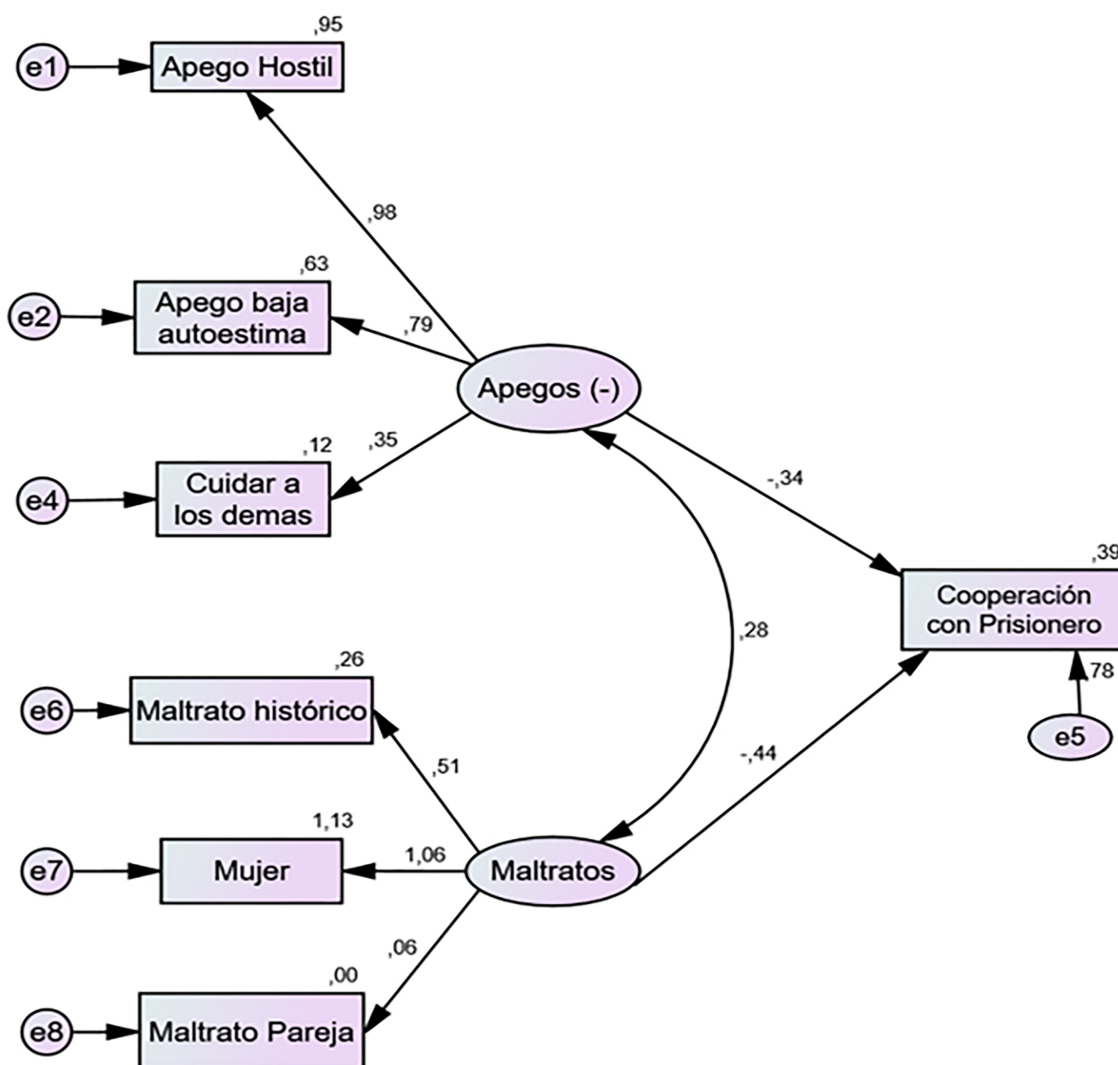 ,95
e1
Apego Hostil
,98
,63
e2
Apego baja
autoestima
,79
Apegos (-)
,12
,35
e4
Cuidar a
los demas
-,34
,39
Cooperación
con Prisionero
,28
,78
e5
,26
e6
Maltrato histórico
,51
-,44
1,13
e7
Mujer
1,06
Maltratos
,06
,00
e8
Maltrato Pareja